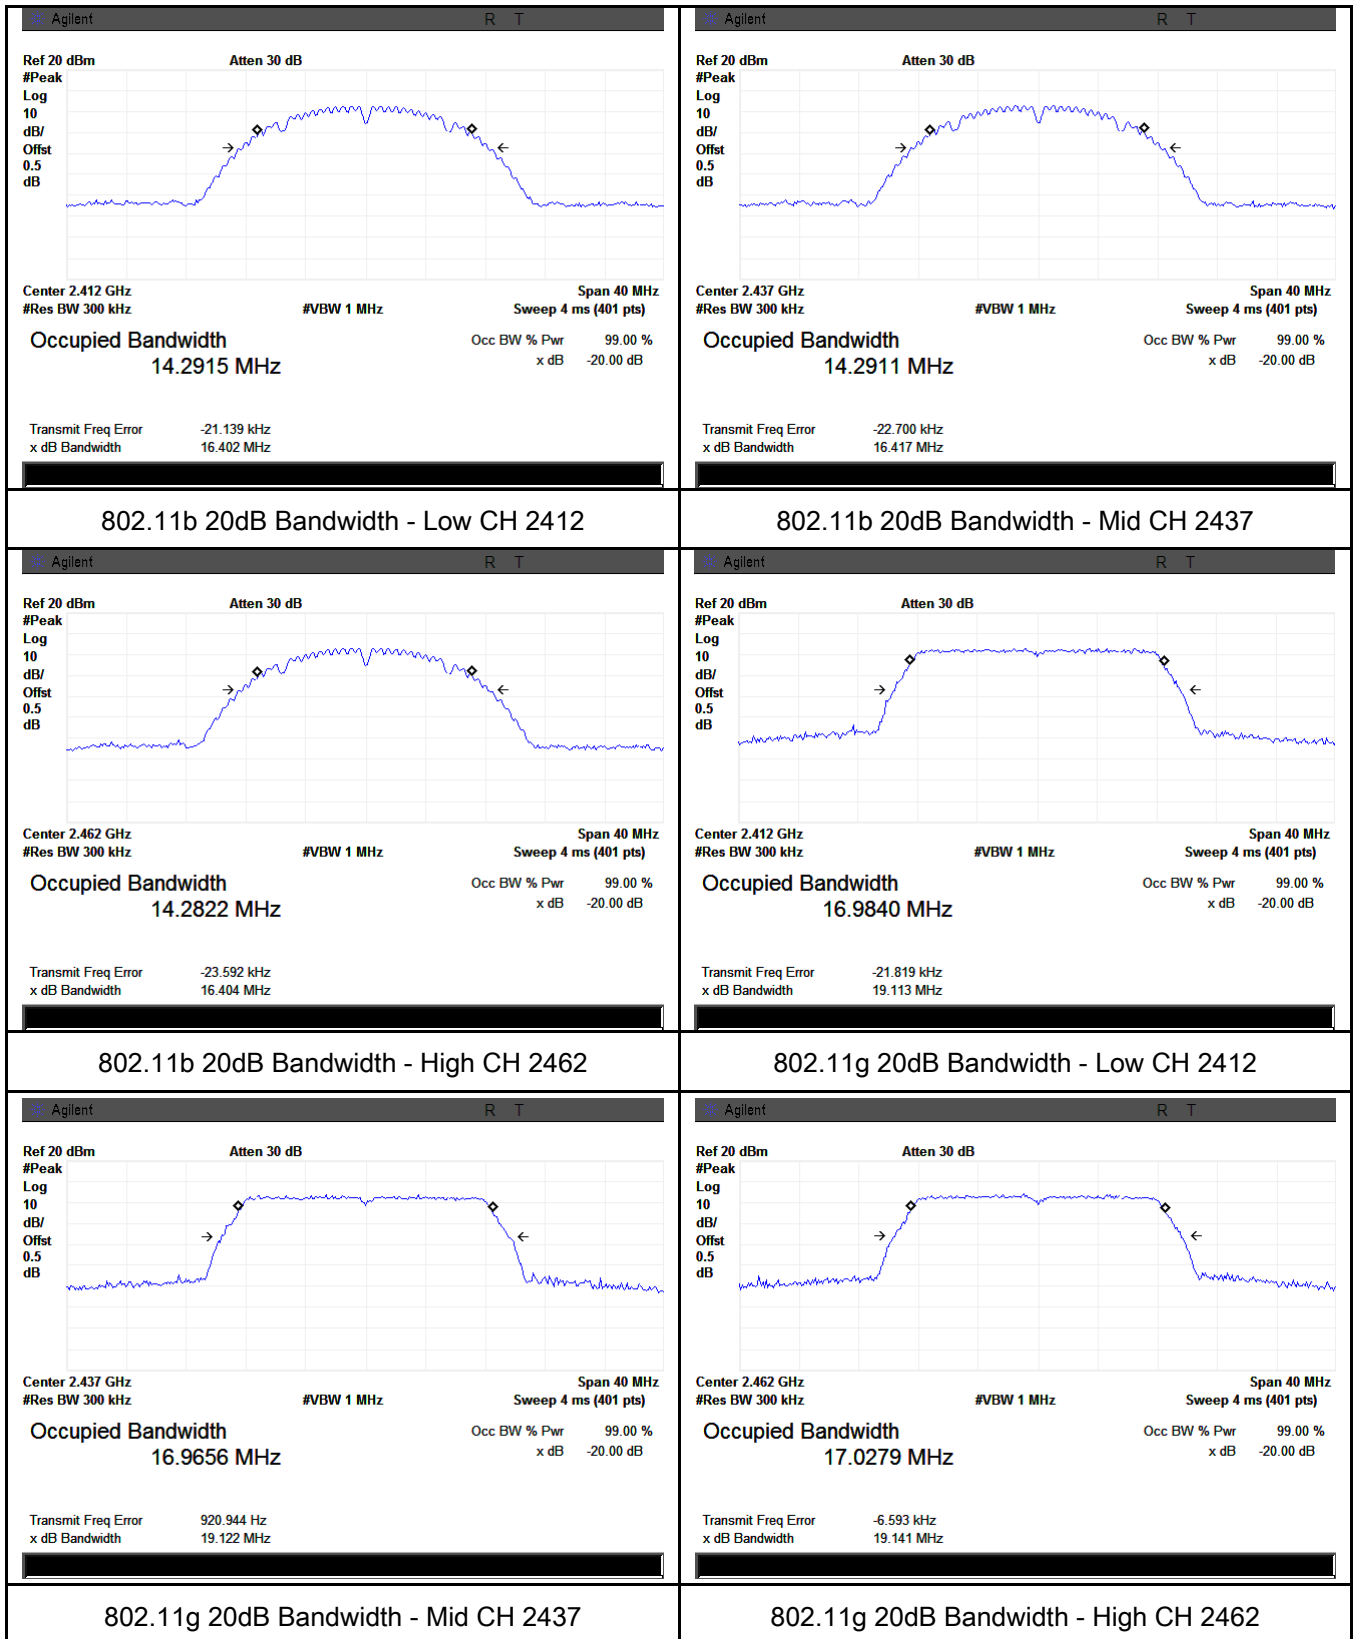 Agilent R T
Ref 20 dBm Atten 30 dB
#Peak
Log
10
dB/
Offst
0.5
dB
Center 2.412 GHz Span 40 MHz
#Res BW 300 kHz #VBW 1 MHz Sweep 4 ms (401 pts)
Occupied Bandwidth Occ BW % Pwr 99.00 %
14.2915 MHz x dB -20.00 dB
Transmit Freq Error -21.139 kHz
x dB Bandwidth 16.402 MHz
802.11b 20dB Bandwidth - Low CH 2412
Agilent R T
Ref 20 dBm Atten 30 dB
#Peak
Log
10
dB/
Offst
0.5
dB
Center 2.437 GHz Span 40 MHz
#Res BW 300 kHz #VBW 1 MHz Sweep 4 ms (401 pts)
Occupied Bandwidth Occ BW % Pwr 99.00 %
14.2911 MHz x dB -20.00 dB
Transmit Freq Error -22.700 kHz
x dB Bandwidth 16.417 MHz
802.11b 20dB Bandwidth - Mid CH 2437
Agilent R T
Ref 20 dBm Atten 30 dB
#Peak
Log
10
dB/
Offst
0.5
dB
Center 2.462 GHz Span 40 MHz
#Res BW 300 kHz #VBW 1 MHz Sweep 4 ms (401 pts)
Occupied Bandwidth Occ BW % Pwr 99.00 %
14.2822 MHz x dB -20.00 dB
Transmit Freq Error -23.592 kHz
x dB Bandwidth 16.404 MHz
802.11b 20dB Bandwidth - High CH 2462
Agilent R T
Ref 20 dBm Atten 30 dB
#Peak
Log
10
dB/
Offst
0.5
dB
Center 2.412 GHz Span 40 MHz
#Res BW 300 kHz #VBW 1 MHz Sweep 4 ms (401 pts)
Occupied Bandwidth Occ BW % Pwr 99.00 %
16.9840 MHz x dB -20.00 dB
Transmit Freq Error -21.819 kHz
x dB Bandwidth 19.113 MHz
802.11g 20dB Bandwidth - Low CH 2412
Agilent R T
Ref 20 dBm Atten 30 dB
#Peak
Log
10
dB/
Offst
0.5
dB
Center 2.437 GHz Span 40 MHz
#Res BW 300 kHz #VBW 1 MHz Sweep 4 ms (401 pts)
Occupied Bandwidth Occ BW % Pwr 99.00 %
16.9656 MHz x dB -20.00 dB
Transmit Freq Error 920.944 Hz
x dB Bandwidth 19.122 MHz
802.11g 20dB Bandwidth - Mid CH 2437
Agilent R T
Ref 20 dBm Atten 30 dB
#Peak
Log
10
dB/
Offst
0.5
dB
Center 2.462 GHz Span 40 MHz
#Res BW 300 kHz #VBW 1 MHz Sweep 4 ms (401 pts)
Occupied Bandwidth Occ BW % Pwr 99.00 %
17.0279 MHz x dB -20.00 dB
Transmit Freq Error -6.593 kHz
x dB Bandwidth 19.141 MHz
802.11g 20dB Bandwidth - High CH 2462